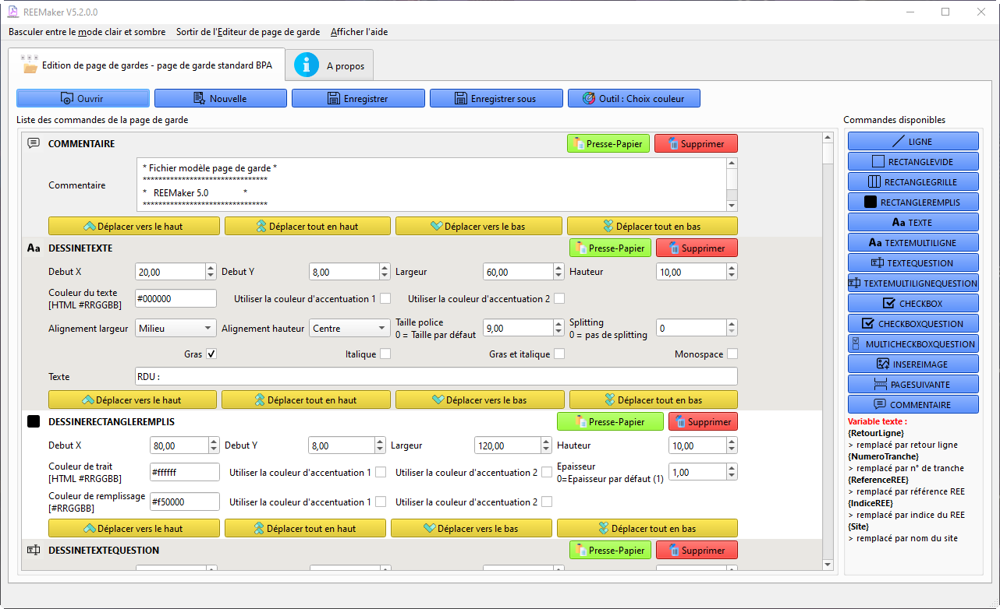 REEMaker V5.2.0.0
Basculer entre le mode clair et sombre Sortir de l'Editeur de page de garde Afficher l'aide
Edition de page de gardes - page de garde standard BPA A propos
Ouvrir Nouvelle Enregistrer Enregistrer sous Outil : Choix couleur
Liste des commandes de la page de garde
COMMENTAIRE Presse-Papier Supprimer
Commentaire
* Fichier modèle page de garde *
********************************
* REEMaker 5.0 *
********************************
Déplacer vers le haut Déplacer tout en haut Déplacer vers le bas Déplacer tout en bas
Aa DESSINETEXTE Presse-Papier Supprimer
Debut X 20,00 Debut Y 8,00 Largeur 60,00 Hauteur 10,00
Couleur du texte
[HTML #RRGGBB] #000000 Utiliser la couleur d'accentuation 1 Utiliser la couleur d'accentuation 2
Alignement largeur Milieu Alignement hauteur Centre Taille police
0 = Taille par défaut 9,00 Splitting
0 = pas de splitting 0
Gras Italique Gras et italique Monospace
Texte RDU :
Déplacer vers le haut Déplacer tout en haut Déplacer vers le bas Déplacer tout en bas
DESSINERECTANGLEREMPLIS Presse-Papier Supprimer
Debut X 80,00 Debut Y 8,00 Largeur 120,00 Hauteur 10,00
Couleur de trait
[HTML #RRGGBB] #ffffff Utiliser la couleur d'accentuation 1 Utiliser la couleur d'accentuation 2 Epaisseur
0=Epaisseur par défaut (1) 1,00
Couleur de remplissage
[#RRGGBB] #f50000 Utiliser la couleur d'accentuation 1 Utiliser la couleur d'accentuation 2
Déplacer vers le haut Déplacer tout en haut Déplacer vers le bas Déplacer tout en bas
DESSINETEXTEQUESTION Presse-Papier Supprimer
Commandes disponibles
LIGNE
RECTANGLEVIDE
RECTANGLEGRILLE
RECTANGLEREMPLIS
Aa TEXTE
Aa TEXTEMULTILIGNE
TEXTEQUESTION
TEXTEMULTILIGNEQUESTION
CHECKBOX
CHECKBOXQUESTION
MULTICHECKBOXQUESTION
INSEREIMAGE
PAGESUIVANTE
COMMENTAIRE
Variable texte :
{RetourLigne}
> remplacé par retour ligne
{NumeroTranche}
> remplacé par n° de tranche
{ReferenceREE}
> remplacé par référence REE
{IndiceREE}
> remplacé par indice du REE
{Site}
> remplacé par nom du site